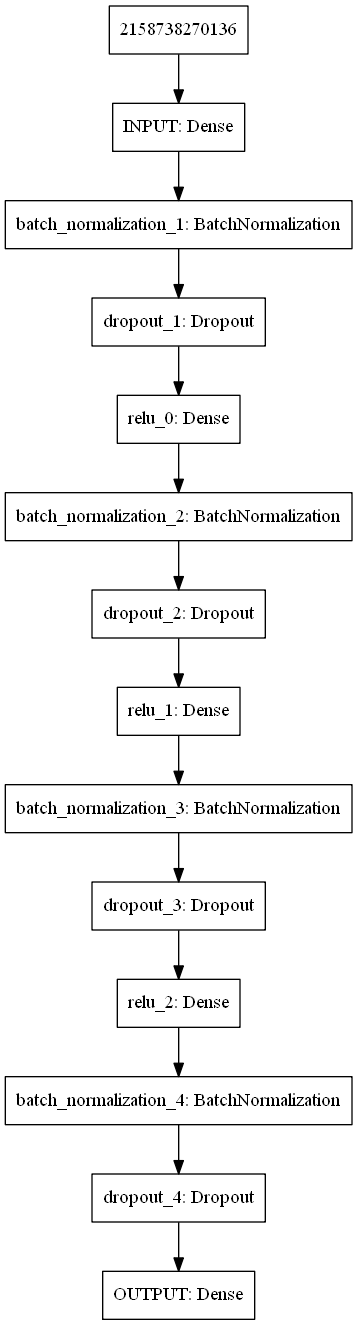 2158738270136
INPUT: Dense
batch_normalization_1: BatchNormalization
dropout_1: Dropout
relu_0: Dense
batch_normalization_2: BatchNormalization
dropout_2: Dropout
relu_1: Dense
batch_normalization_3: BatchNormalization
dropout_3: Dropout
relu_2: Dense
batch_normalization_4: BatchNormalization
dropout_4: Dropout
OUTPUT: Dense